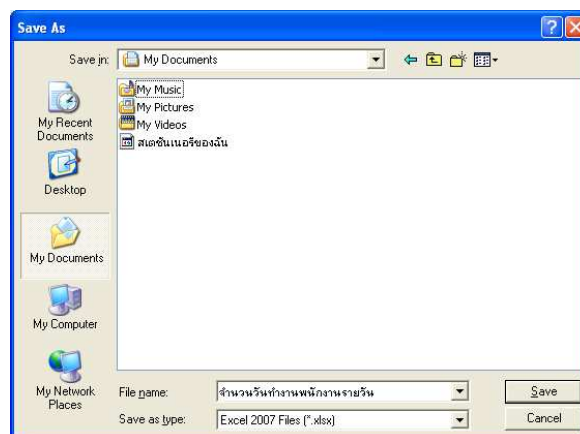 Save As
Save in:
My Documents
My Recent
Documents
Desktop
My Documents
My Computer
My Network
Places
My Music
My Pictures
My Videos
สเตชันเนอรีของฉัน
File name:
จำนวนวันทำงานพนักงานรายวัน
Save
Save as type:
Excel 2007 Files (*.xlsx)
Cancel